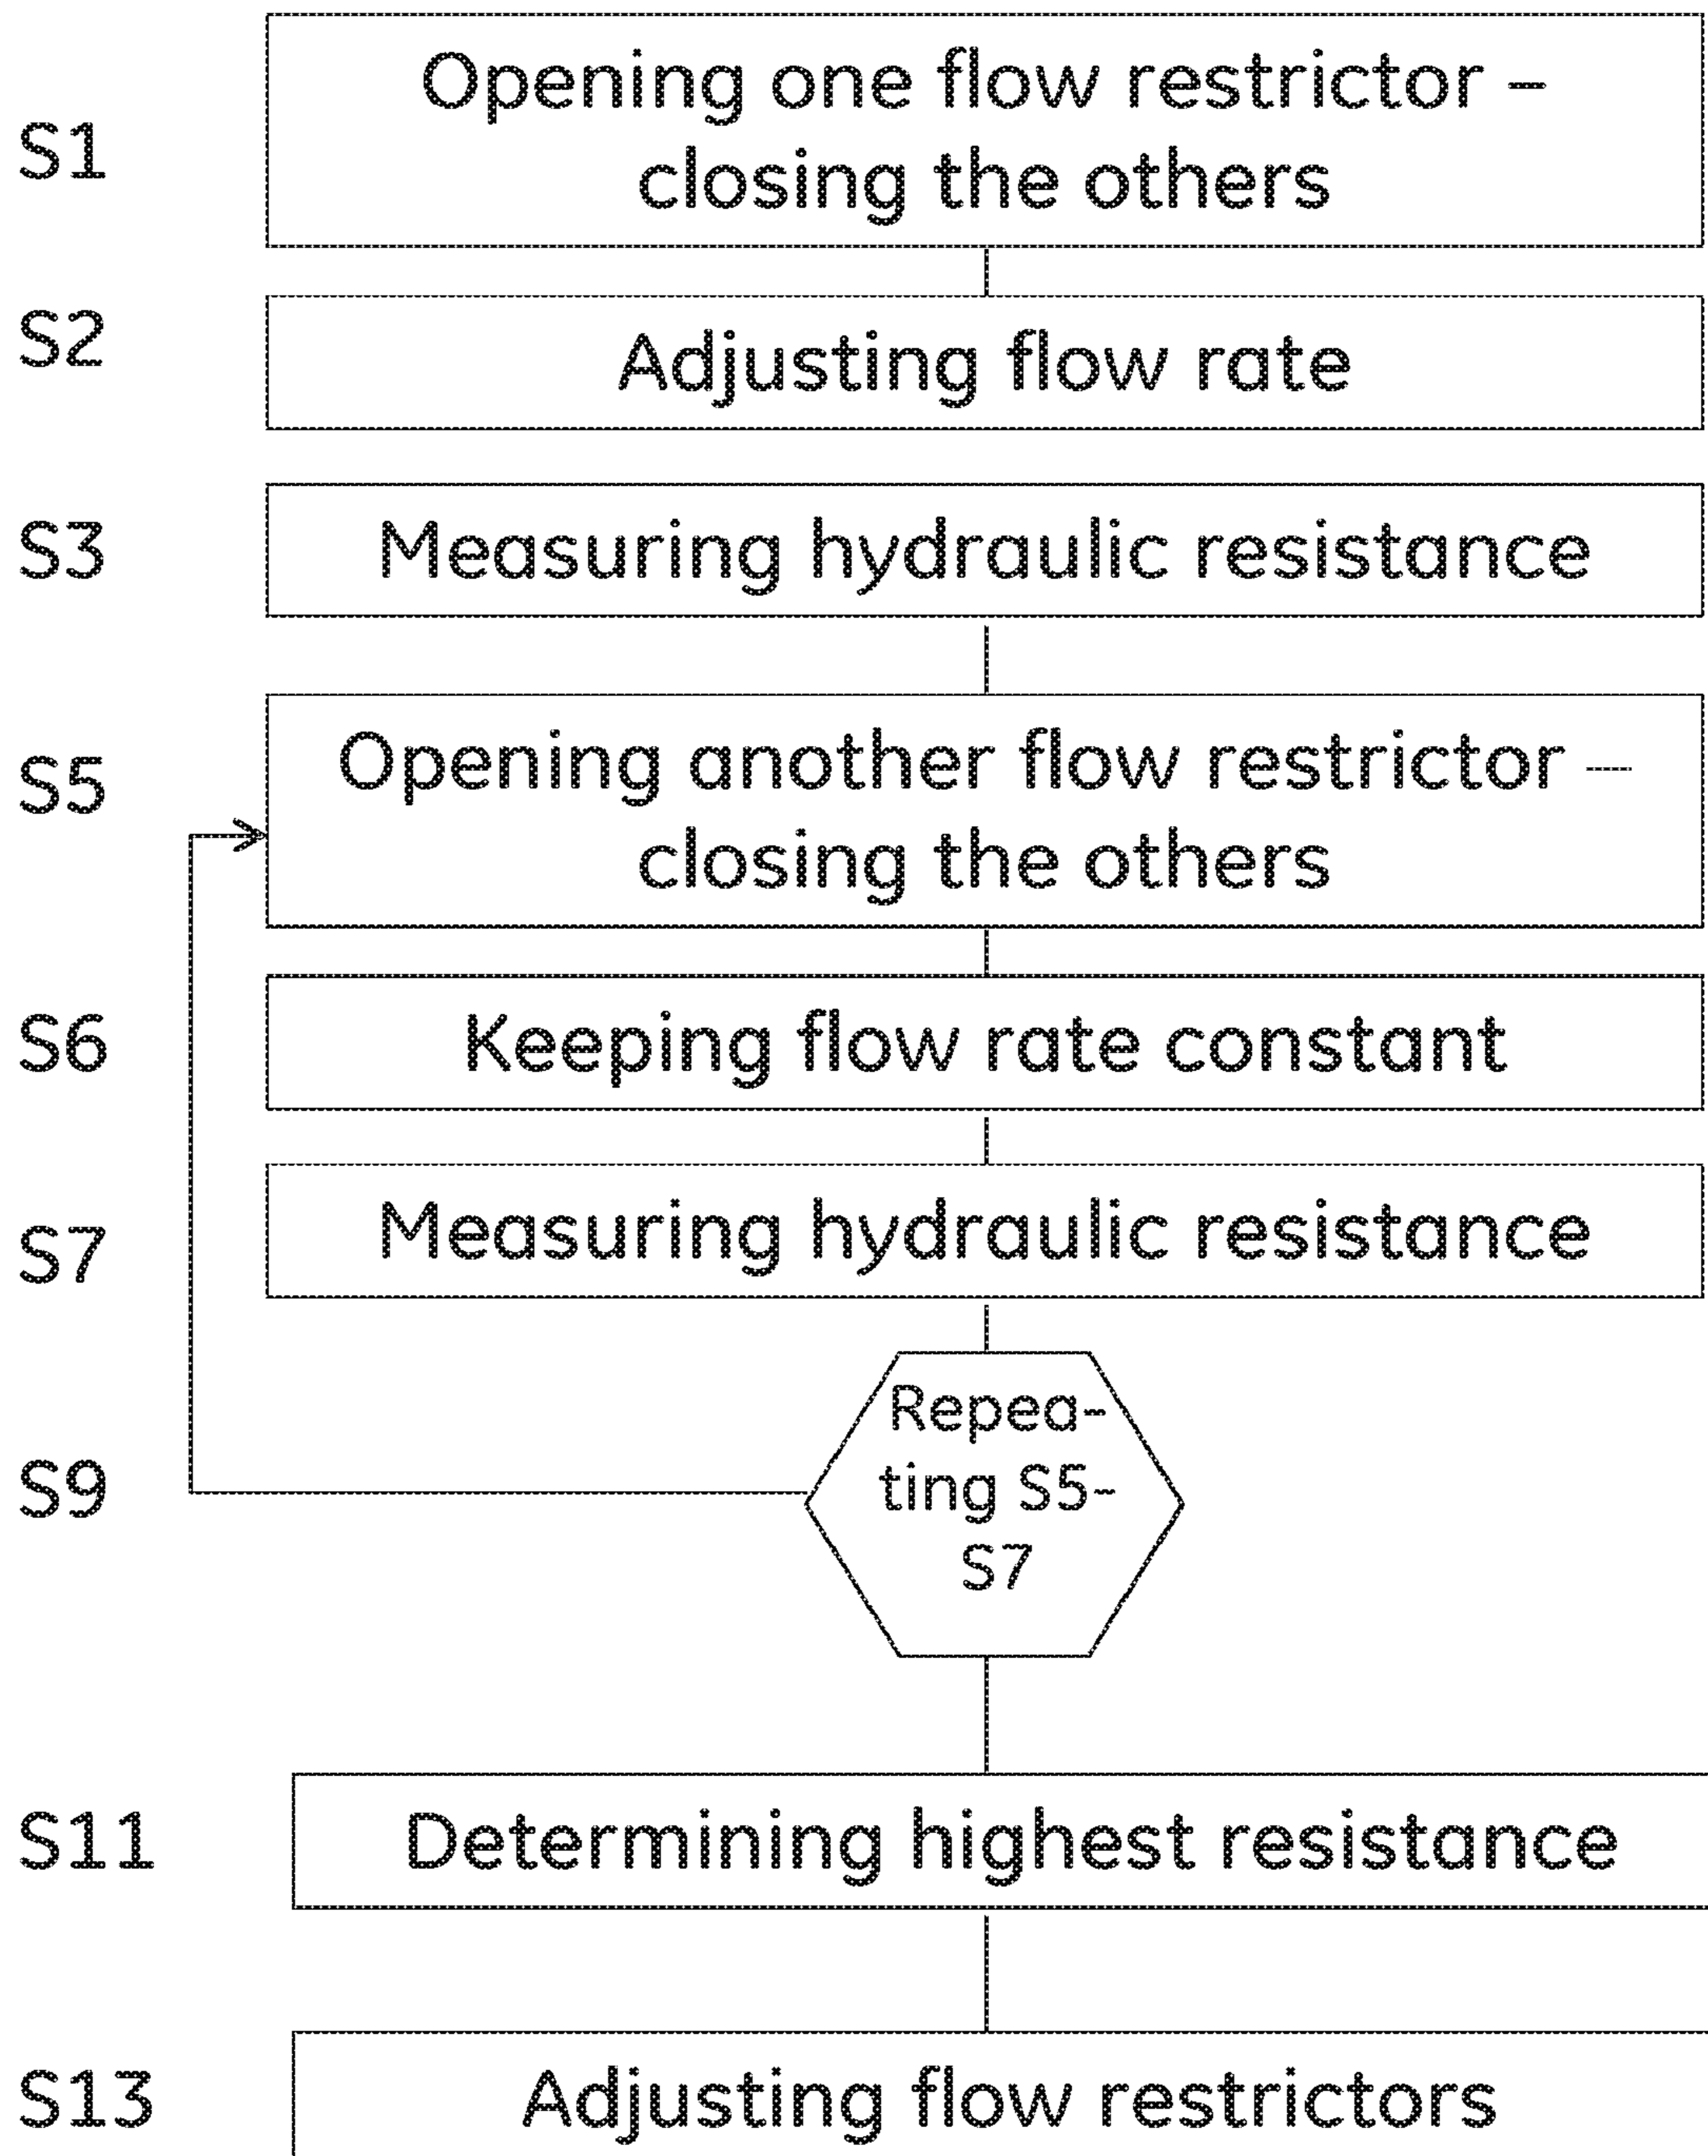 S1
Opening one flow restrictor –
closing the others
S2
Adjusting flow rate
S3
Measuring hydraulic resistance
S5
Opening another flow restrictor –
closing the others
S6
Keeping flow rate constant
S7
Measuring hydraulic resistance
S9
Repea-
ting S5-
S7
S11
Determining highest resistance
S13
Adjusting flow restrictors